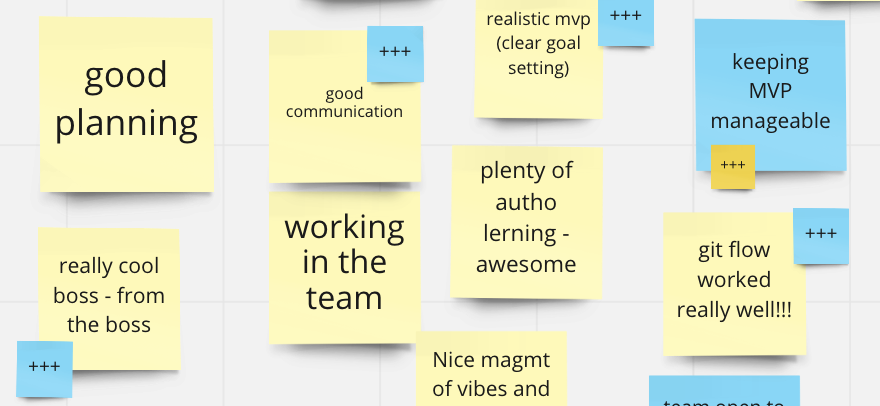 good
planning
+++
good
communication
realistic mvp
(clear goal
setting)
+++
keeping
MVP
manageable
+++
working
in the
team
plenty of
autho
lerning -
awesome
git flow
worked
really well!!!
+++
really cool
boss - from
the boss
+++
Nice magmt
of vibes and
team open to